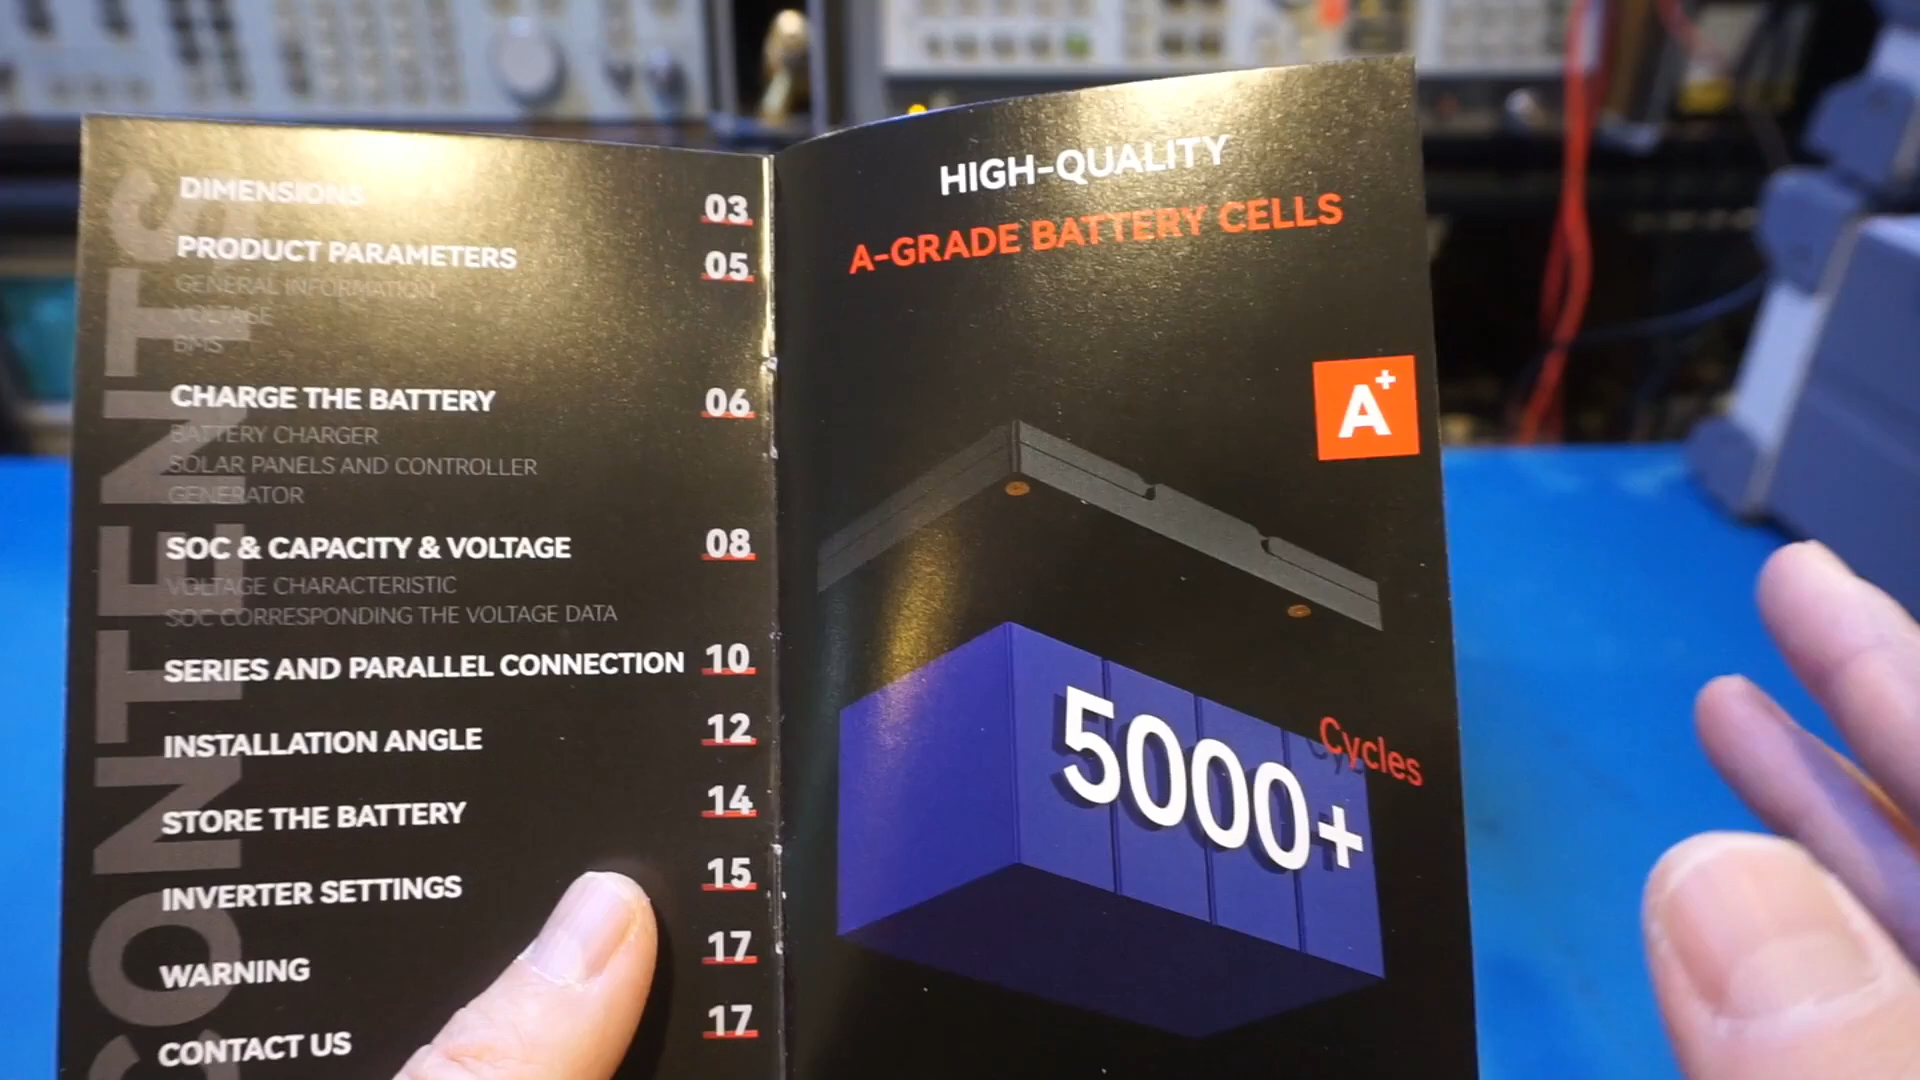 CONTENTS
DIMENSIONS 03
PRODUCT PARAMETERS 05
GENERAL INFORMATION
VOLTAGE
BMS
CHARGE THE BATTERY 06
BATTERY CHARGER
SOLAR PANELS AND CONTROLLER
GENERATOR
SOC & CAPACITY & VOLTAGE 08
VOLTAGE CHARACTERISTIC
SOC CORRESPONDING THE VOLTAGE DATA
SERIES AND PARALLEL CONNECTION 10
INSTALLATION ANGLE 12
STORE THE BATTERY 14
INVERTER SETTINGS 15
WARNING 17
CONTACT US 17
HIGH-QUALITY
A-GRADE BATTERY CELLS
A+
5000+
Cycles